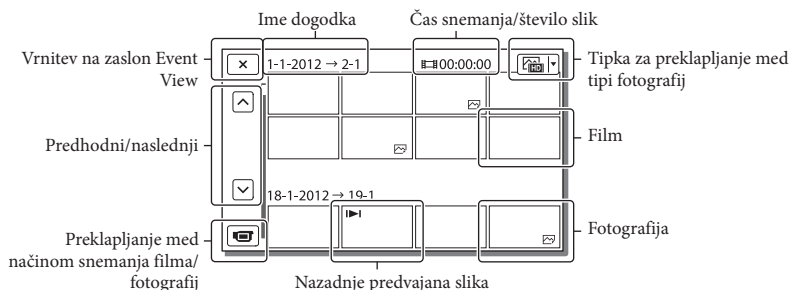 Ime dogodka
Čas snemanja/število slik
Vrnitev na zaslon Event
View
1-1-2012 → 2-1
00:00:00
HD
Tipka za preklapljanje med
tipi fotografij
Predhodni/naslednji
Film
18-1-2012 → 19-1
Fotografija
Preklapljanje med
načinom snemanja filma/
fotografij
Nazadnje predvajana slika